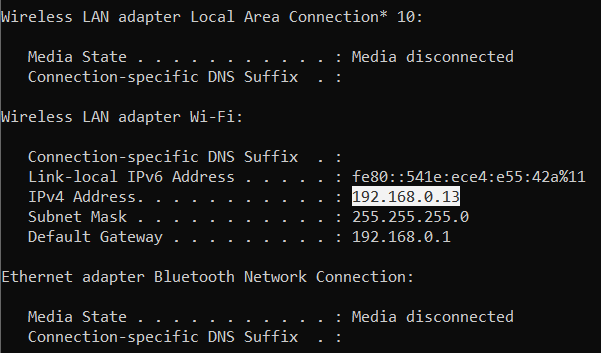 Wireless LAN adapter Local Area Connection* 10:
Media State . . . . . . . . . . . : Media disconnected
Connection-specific DNS Suffix  . :
Wireless LAN adapter Wi-Fi:
Connection-specific DNS Suffix  . :
Link-local IPv6 Address . . . . . : fe80::541e:ece4:e55:42a%11
IPv4 Address. . . . . . . . . . . : 192.168.0.13
Subnet Mask . . . . . . . . . . . : 255.255.255.0
Default Gateway . . . . . . . . . : 192.168.0.1
Ethernet adapter Bluetooth Network Connection:
Media State . . . . . . . . . . . : Media disconnected
Connection-specific DNS Suffix  . :